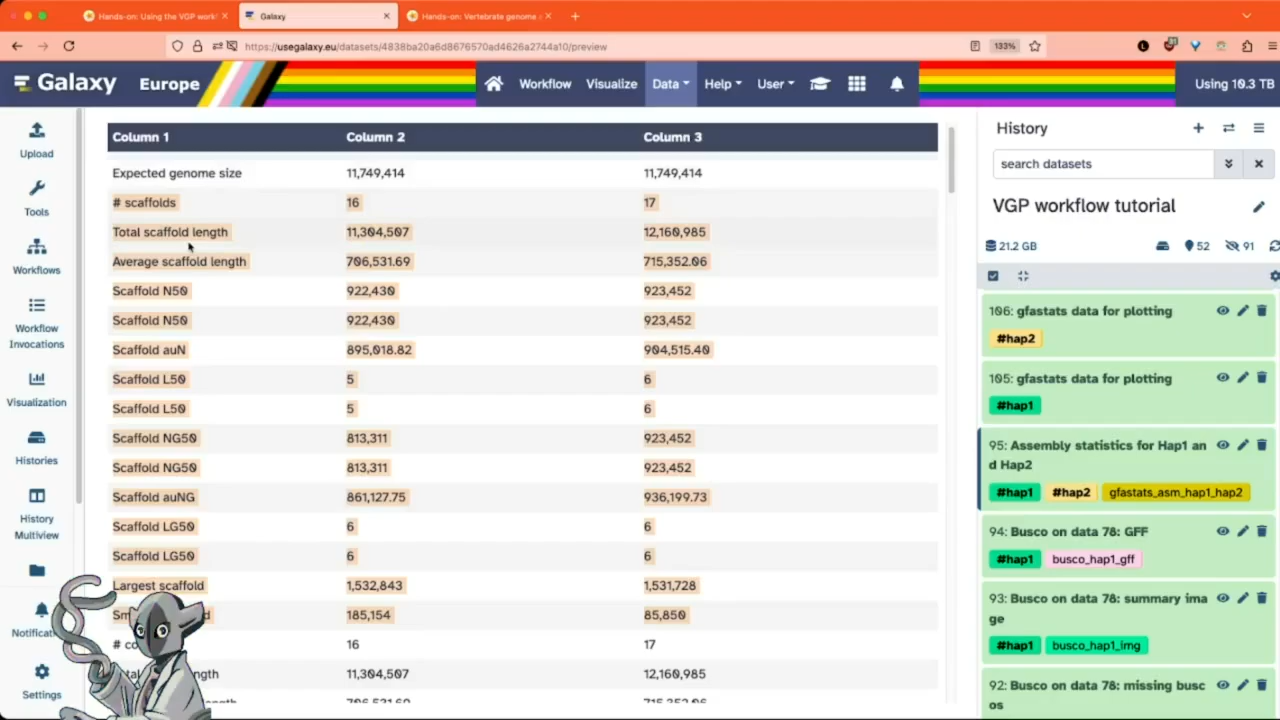 Hands-on: Using the VGP work
Galaxy
Hands-on: Vertebrate genome
https://usegalaxy.eu/datasets/4838ba20a6d8676570ad4626a2744a10/preview
133%
Galaxy Europe
Workflow
Visualize
Data
Help
User
Using 10.3 TB
Upload
Tools
Workflows
Workflow
Invocations
Visualization
Histories
History
Multiview
Notificat
Settings
Column 1 Column 2 Column 3
Expected genome size 11,749,414 11,749,414
# scaffolds 16 17
Total scaffold length 11,304,507 12,160,985
Average scaffold length 706,531.69 715,352.06
Scaffold N50 922,430 923,452
Scaffold N50 922,430 923,452
Scaffold auN 895,018.82 904,515.40
Scaffold L50 5 6
Scaffold L50 5 6
Scaffold NG50 813,311 923,452
Scaffold NG50 813,311 923,452
Scaffold auNG 861,127.75 936,199.73
Scaffold LG50 6 6
Scaffold LG50 6 6
Largest scaffold 1,532,843 1,531,728
Sm d 185,154 85,850
# co 16 17
ngth 11,304,507 12,160,985
History
search datasets
VGP workflow tutorial
21.2 GB
52
91
106: gfastats data for plotting
#hap2
105: gfastats data for plotting
#hap1
95: Assembly statistics for Hap1 an
d Hap2
#hap1 #hap2 gfastats_asm_hap1_hap2
94: Busco on data 78: GFF
#hap1 busco_hap1_gff
93: Busco on data 78: summary ima
ge
#hap1 busco_hap1_img
92: Busco on data 78: missing busc
os